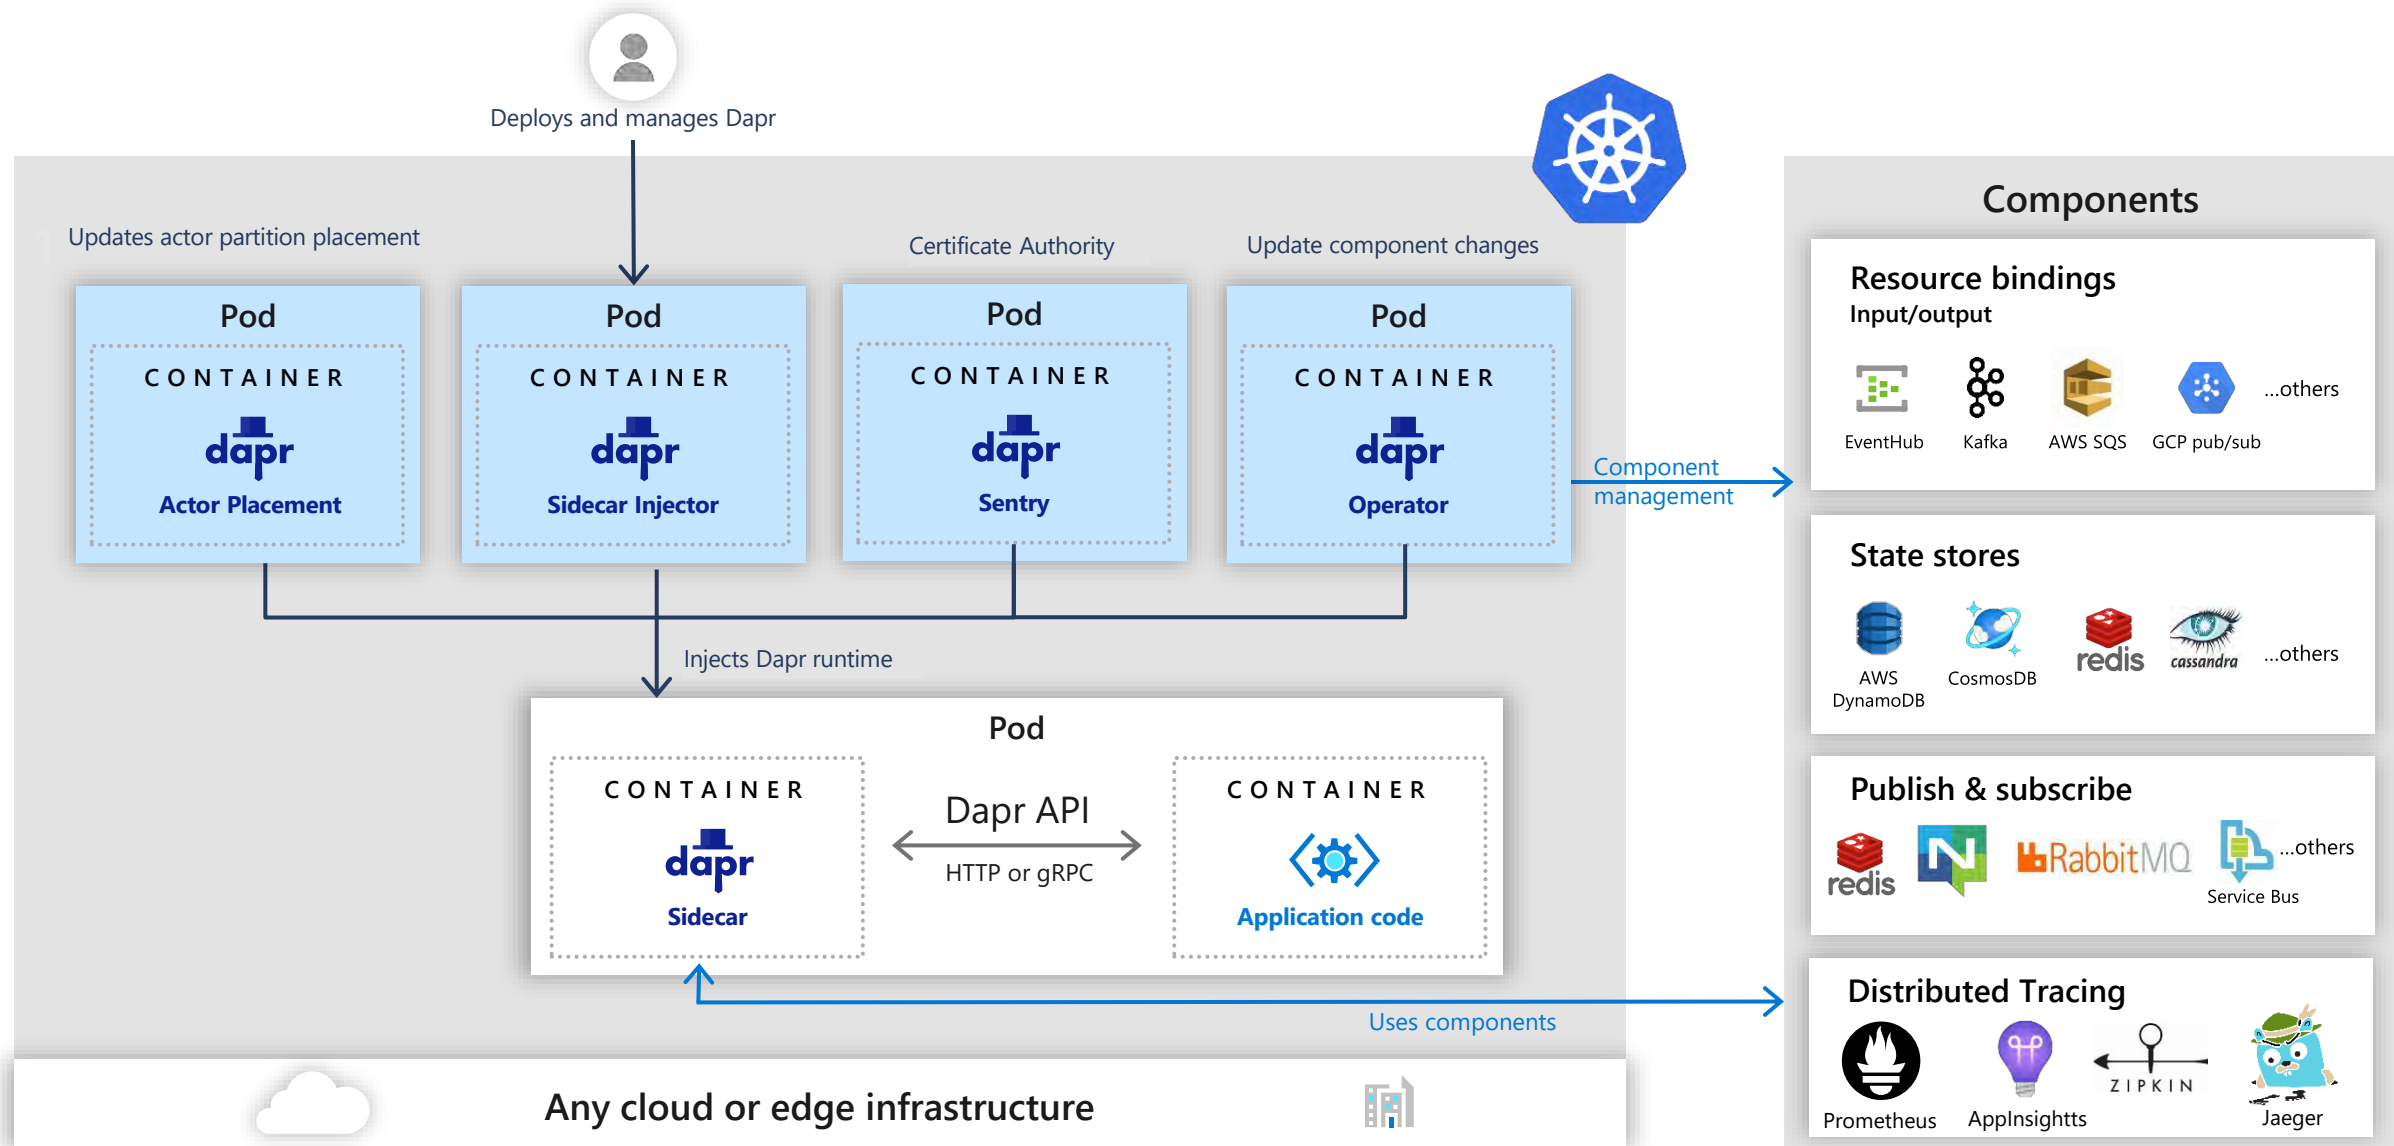 Deploys and manages Dapr
Updates actor partition placement
Certificate Authority
Update component changes
Pod
CONTAINER
dapr
Actor Placement
Pod
CONTAINER
dapr
Sidecar Injector
Pod
CONTAINER
dapr
Sentry
Pod
CONTAINER
dapr
Operator
Component
management
Injects Dapr runtime
Pod
CONTAINER
dapr
Sidecar
Dapr API
HTTP or gRPC
CONTAINER
Application code
Uses components
Any cloud or edge infrastructure
Components
Resource bindings
Input/output
EventHub
Kafka
AWS SQS
GCP pub/sub
...others
State stores
AWS
DynamoDB
CosmosDB
redis
cassandra
...others
Publish & subscribe
redis
N
RabbitMQ
Service Bus
...others
Distributed Tracing
Prometheus
AppInsightts
ZIPKIN
Jaeger